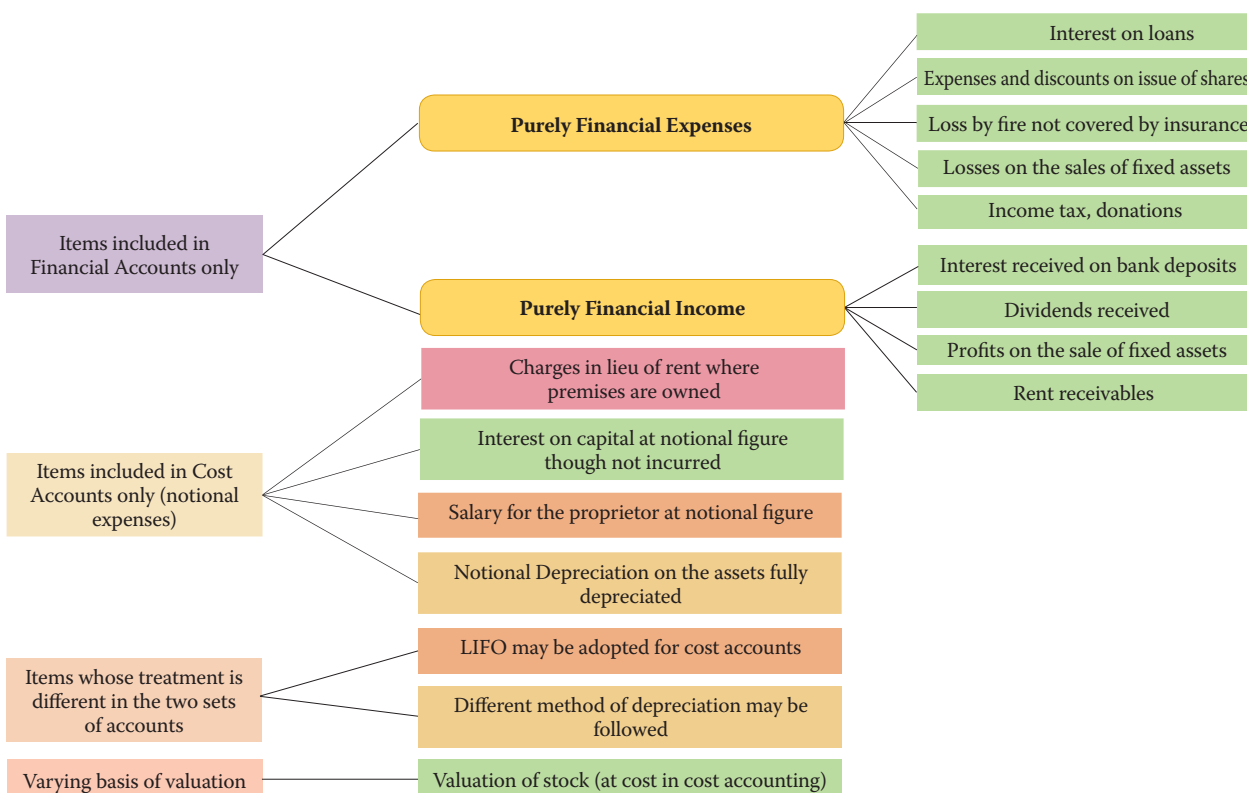 Items included in
Financial Accounts only
Purely Financial Expenses
Interest on loans
Expenses and discounts on issue of shares
Loss by fire not covered by insurance
Losses on the sales of fixed assets
Income tax, donations
Purely Financial Income
Interest received on bank deposits
Dividends received
Profits on the sale of fixed assets
Rent receivables
Items included in Cost
Accounts only (notional
expenses)
Charges in lieu of rent where
premises are owned
Interest on capital at notional figure
though not incurred
Salary for the proprietor at notional figure
Notional Depreciation on the assets fully
depreciated
Items whose treatment is
different in the two sets
of accounts
LIFO may be adopted for cost accounts
Different method of depreciation may be
followed
Varying basis of valuation
Valuation of stock (at cost in cost accounting)